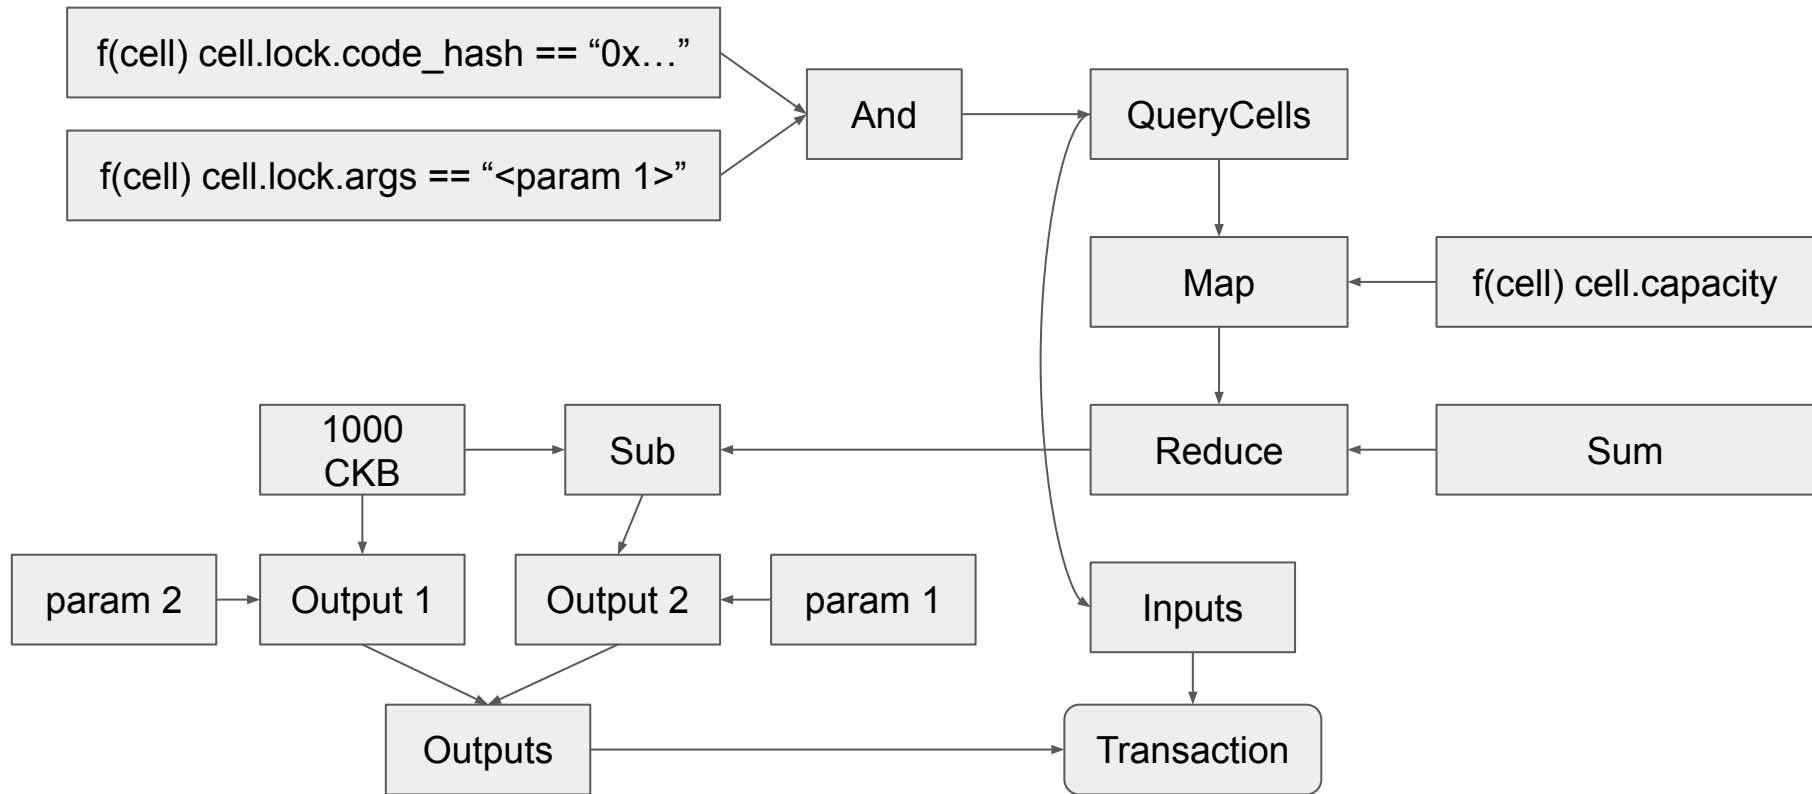 f(cell) cell.lock.code_hash == “0x…”
And
QueryCells
f(cell) cell.lock.args == “<param 1>”
Map
f(cell) cell.capacity
1000
CKB
Sub
Reduce
Sum
param 2
Output 1
Output 2
param 1
Inputs
Outputs
Transaction